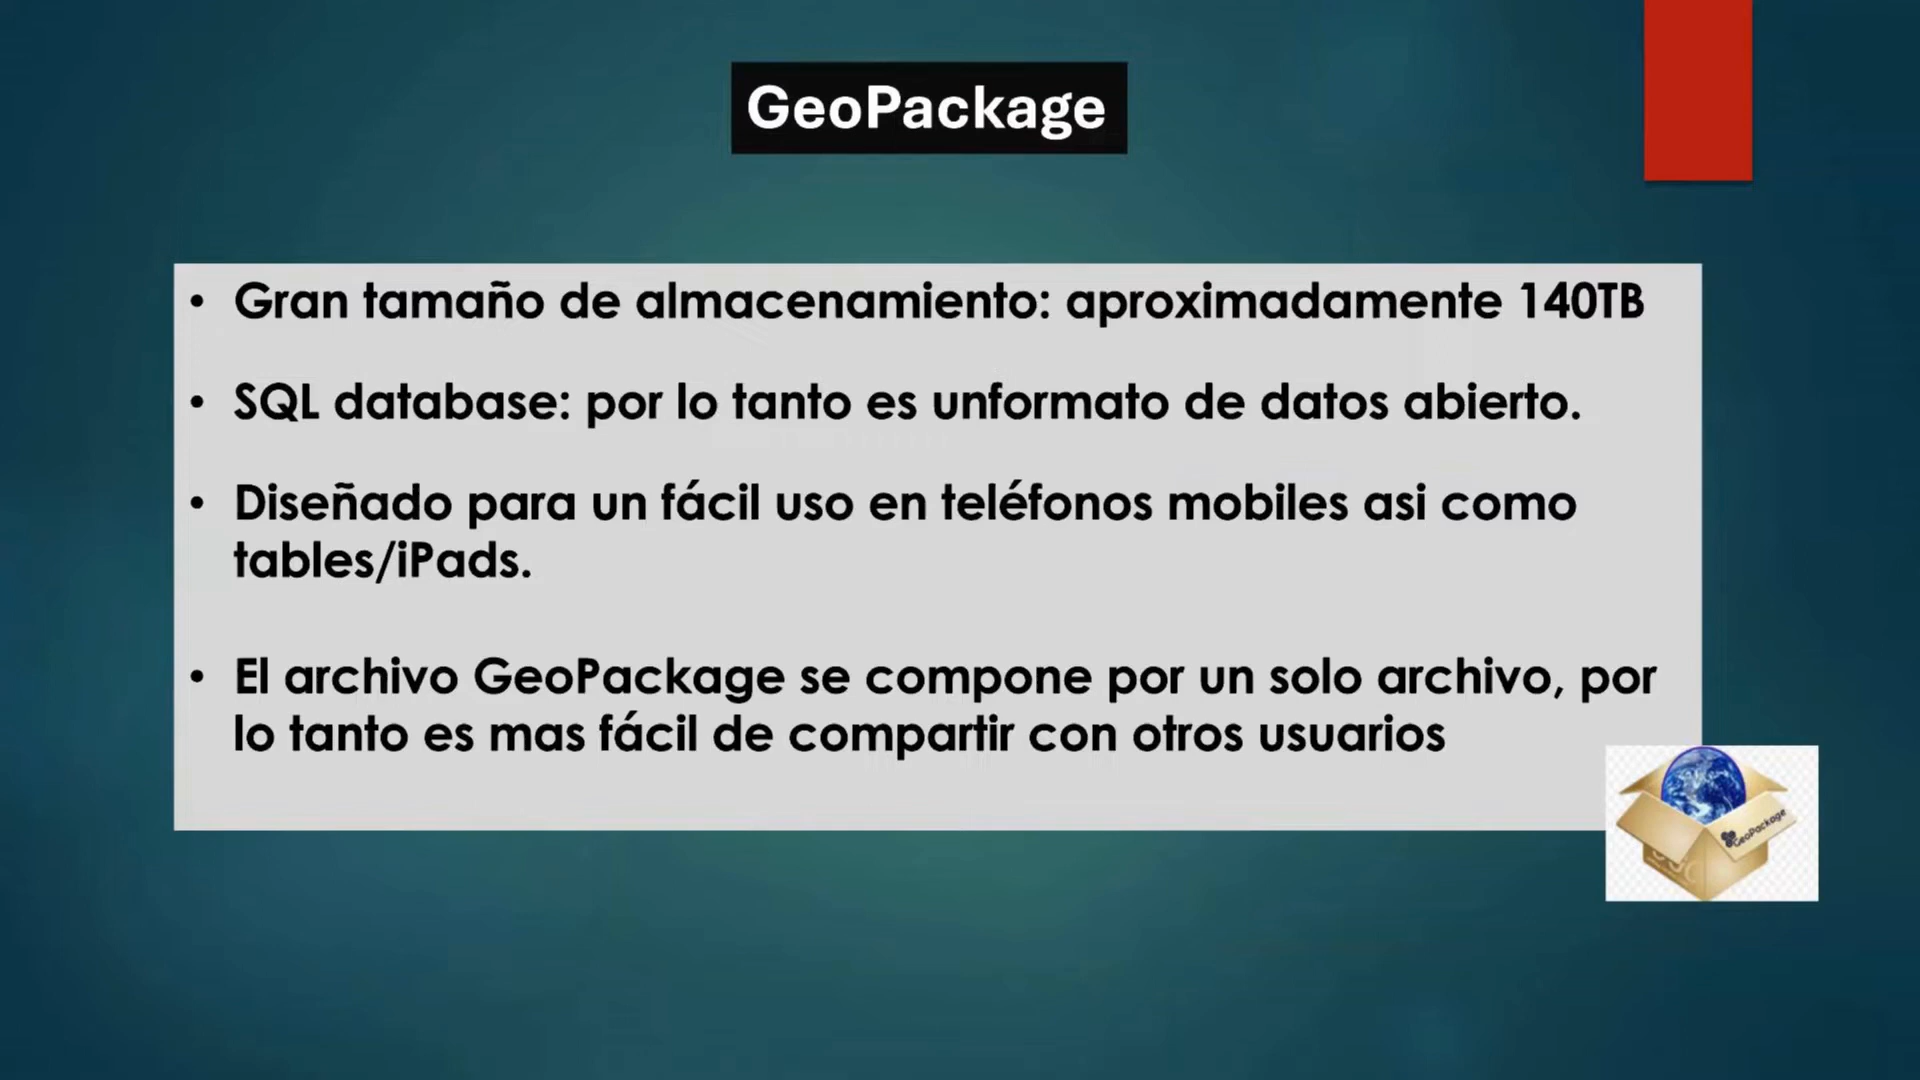 GeoPackage
• Gran tamaño de almacenamiento: aproximadamente 140TB
• SQL database: por lo tanto es unformato de datos abierto.
• Diseñado para un fácil uso en teléfonos mobiles asi como
tables/iPads.
• El archivo GeoPackage se compone por un solo archivo, por
lo tanto es mas fácil de compartir con otros usuarios
GeoPackage